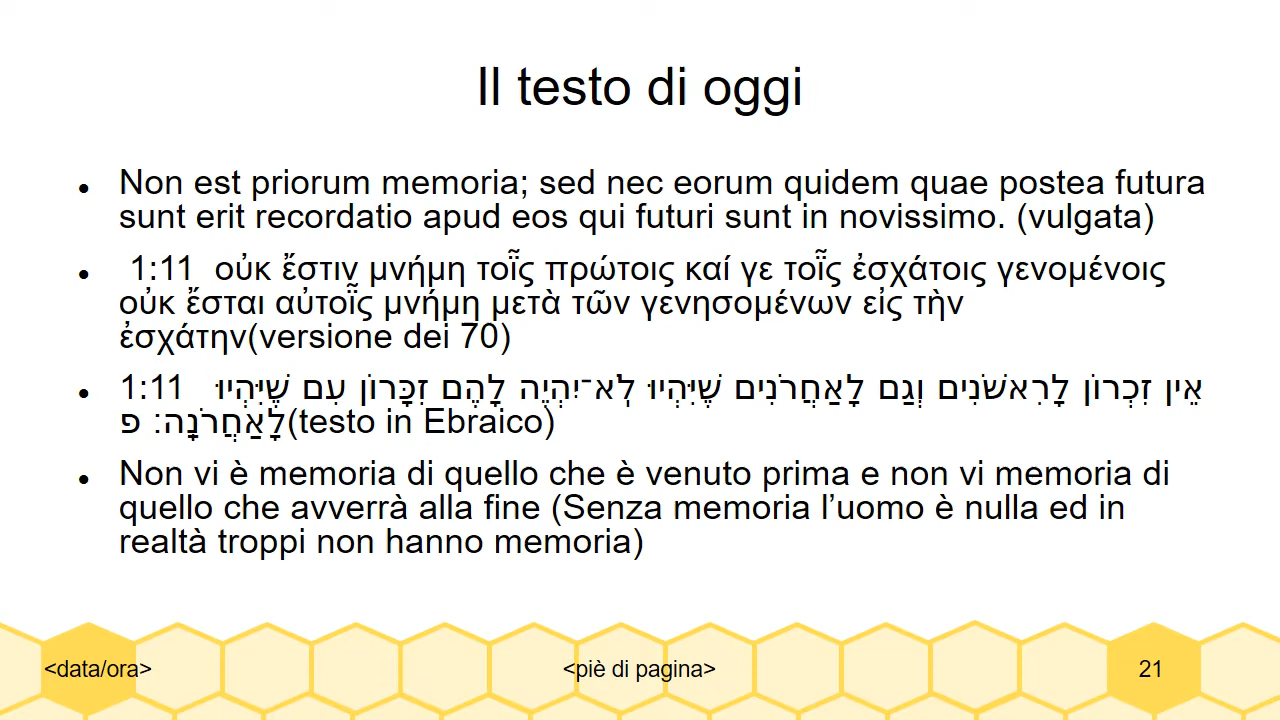 Il testo di oggi
Non est priorum memoria; sed nec eorum quidem quae postea futura
sunt erit recordatio apud eos qui futuri sunt in novissimo. (vulgata)
1:11 οὐκ ἔστιν μνήμη τοῖς πρώτοις καί γε τοῖς ἐσχάτοις γενομένοις
οὐκ ἔσται αὐτοῖς μνήμη μετὰ τῶν γενησομένων εἰς τὴν
ἐσχάτην(versione dei 70)
1:11 אֵין זִכְרוֹן לָרִאשֹׁנִים וְגַם לָאַחֲרֹנִים שֶׁיִּהְיוּ לֹא־יִהְיֶה לָהֶם זִכָּרוֹן עִם שֶׁיִּהְיוּ
לָאַחֲרֹנָה׃ פ(testo in Ebraico)
Non vi è memoria di quello che è venuto prima e non vi memoria di
quello che avverrà alla fine (Senza memoria l’uomo è nulla ed in
realtà troppi non hanno memoria)
<data/ora>
<piè di pagina>
21